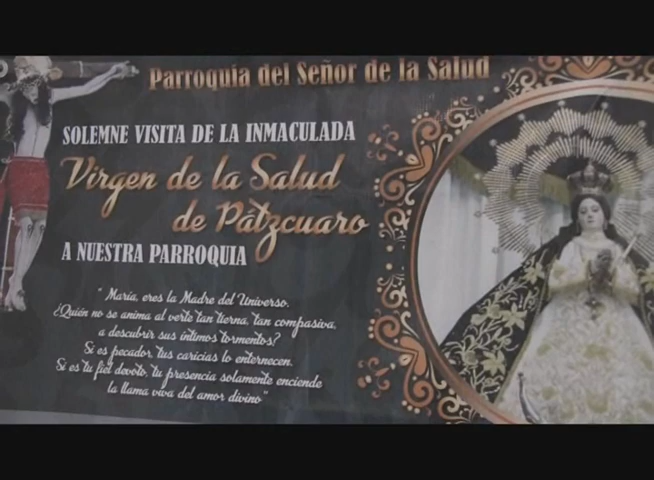 Parroquia del Señor de la Salud
SOLEMNE VISITA DE LA INMACULADA
Virgen de la Salud
de Pátzcuaro
A NUESTRA PARROQUIA
" María, eres la Madre del Universo.
¿Quién no se anima al verte tan tierna, tan compasiva,
a descubrir sus íntimos tormentos?
Si es pecador, tus caricias lo enternecen.
Si es tu fiel devoto, tu presencia solamente enciende
la llama viva del amor divino"